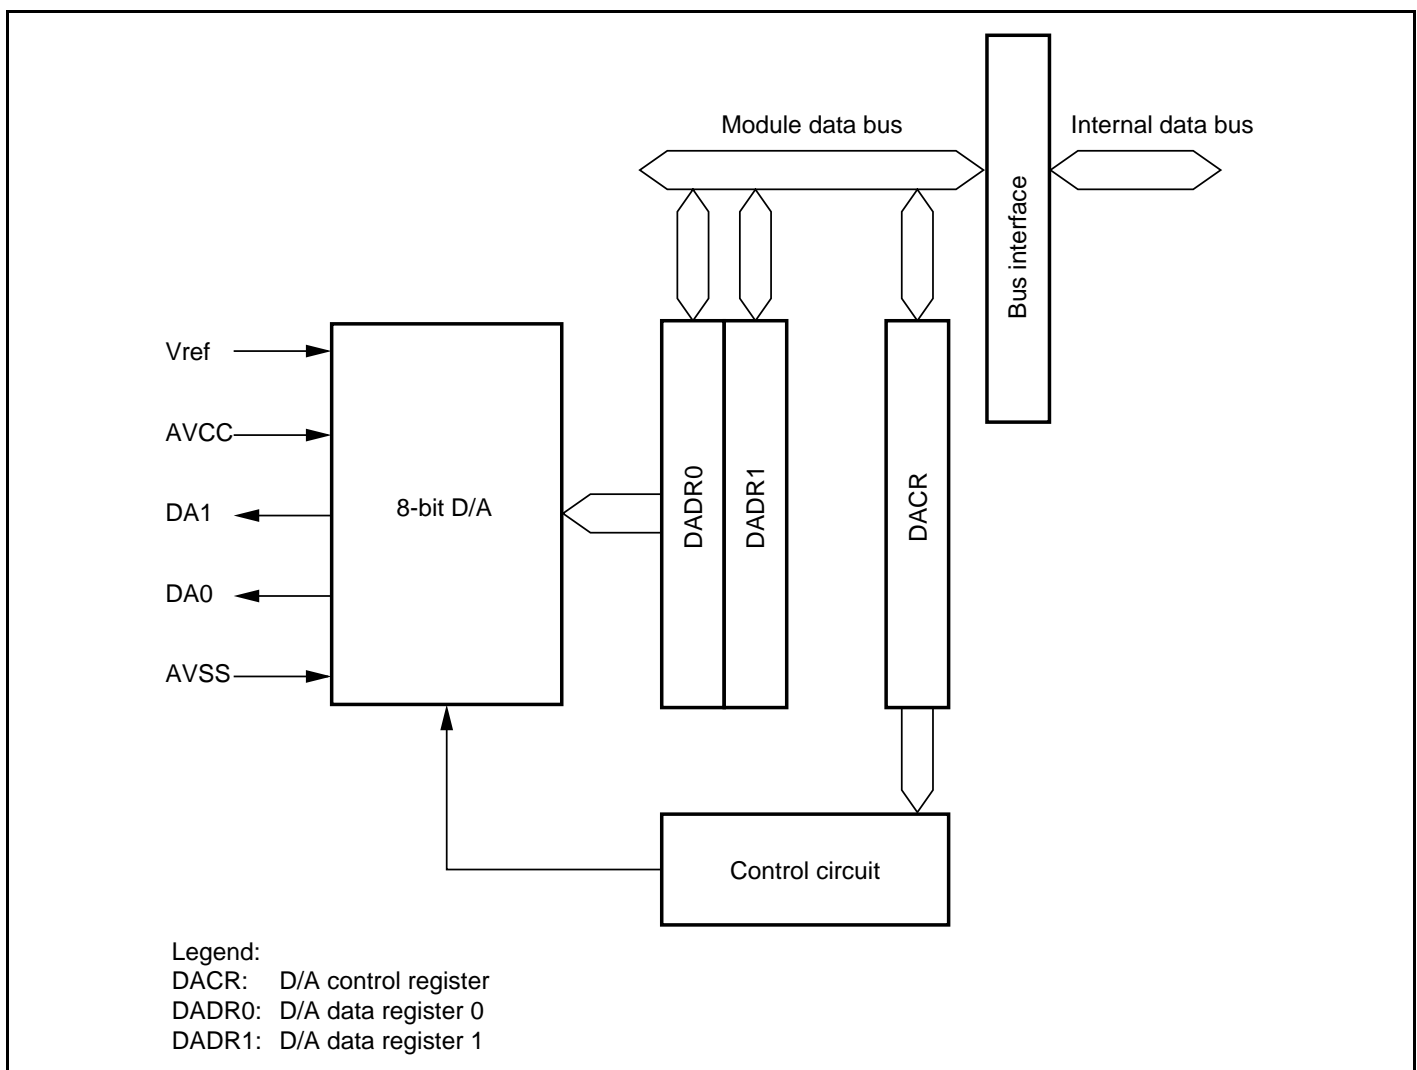 Module data bus
Internal data bus
Bus interface
Vref
AVCC
DA1
DA0
AVSS
8-bit D/A
DADR0
DADR1
DACR
Control circuit
Legend:
DACR: D/A control register
DADR0: D/A data register 0
DADR1: D/A data register 1